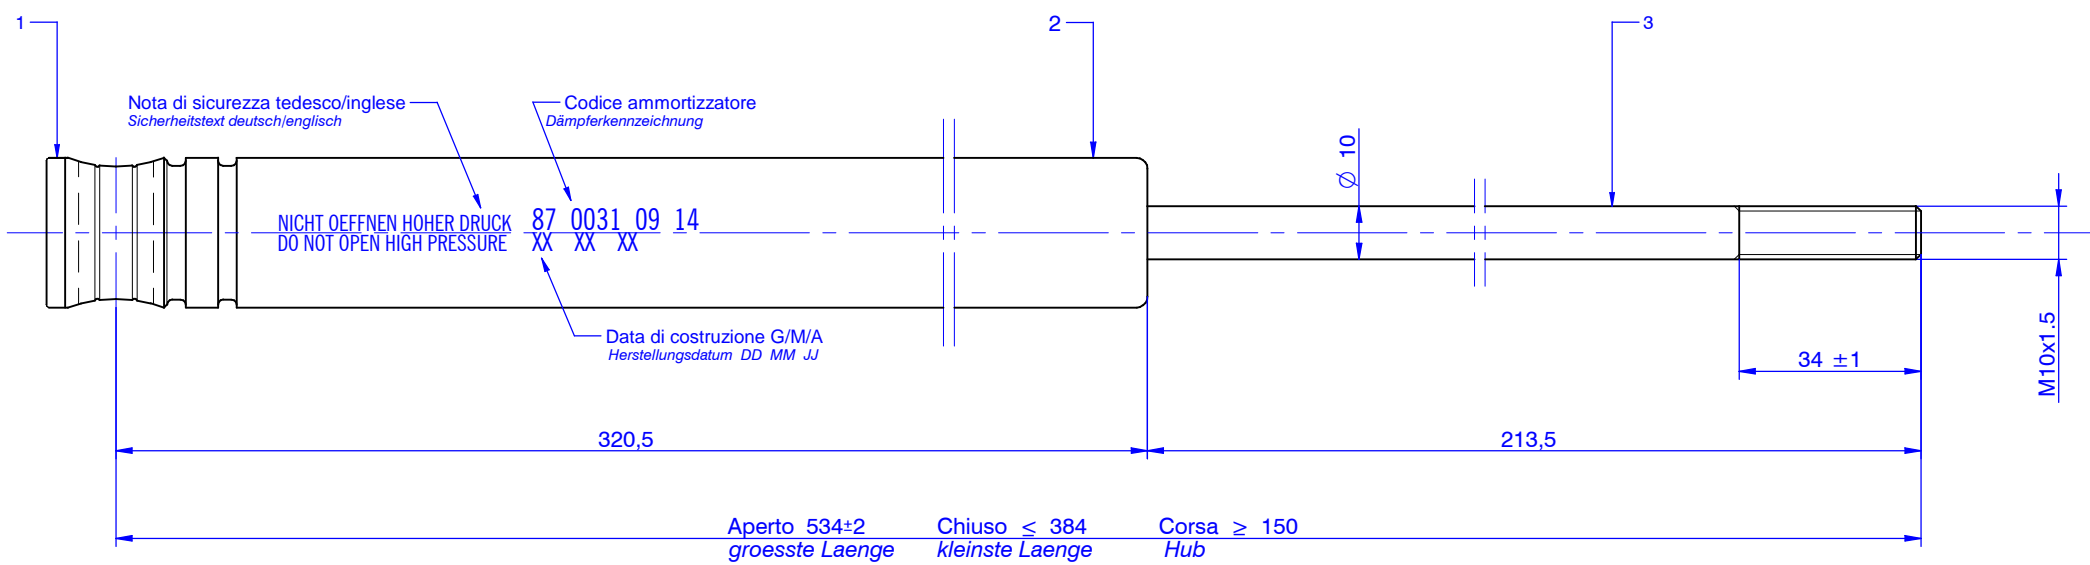 1
2
3
Nota di sicurezza tedesco/inglese
Sicherheitstext deutsch/englisch
Codice ammortizzatore
Dämpferkennzeichnung
Ø 10
NICHT OEFFNEN HOHER DRUCK 87 0031 09 14
DO NOT OPEN HIGH PRESSURE XX XX XX
Data di costruzione G/M/A
Herstellungsdatum DD MM JJ
34 ±1
M10x1.5
320,5
213,5
Aperto 534±2 Chiuso ≤ 384 Corsa ≥ 150
groesste Laenge kleinste Laenge Hub